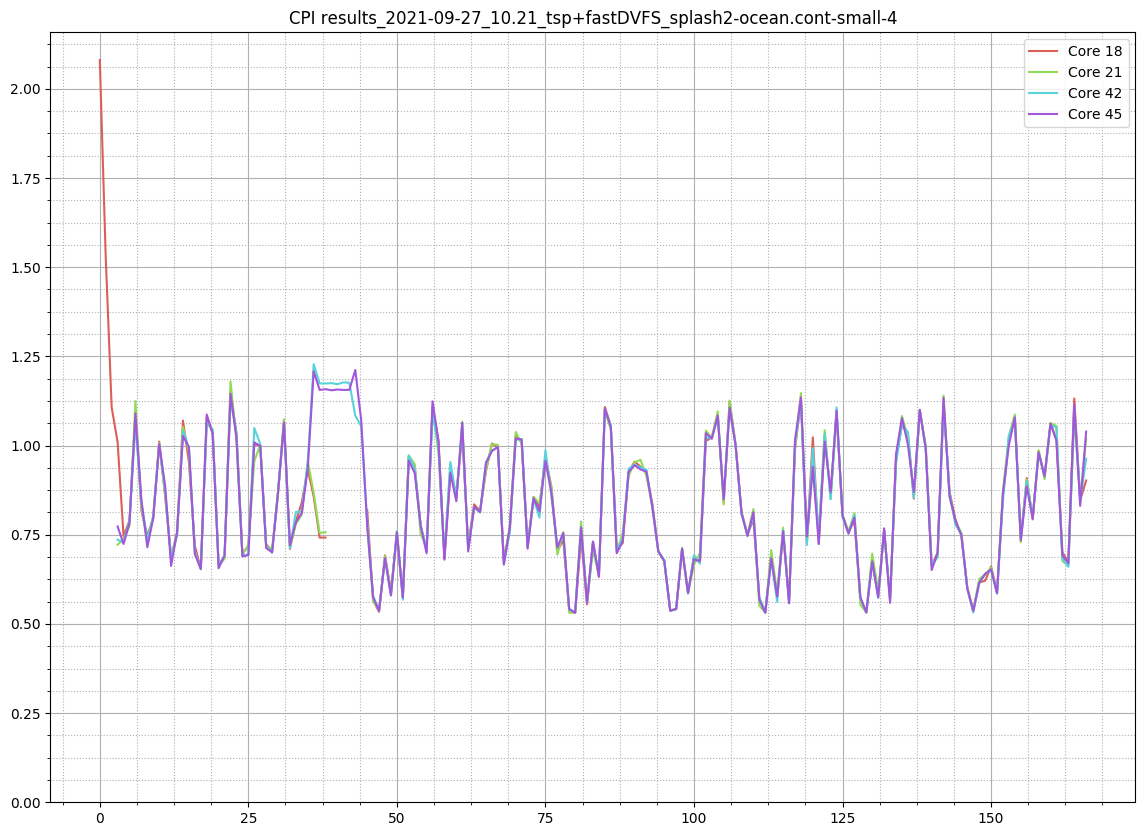 CPI results_2021-09-27_10.21_tsp+fastDVFS_splash2-ocean.cont-small-4
Core 18
Core 21
Core 42
Core 45
2.00
1.75
1.50
1.25
1.00
0.75
0.50
0.25
0.00
0 25 50 75 100 125 150